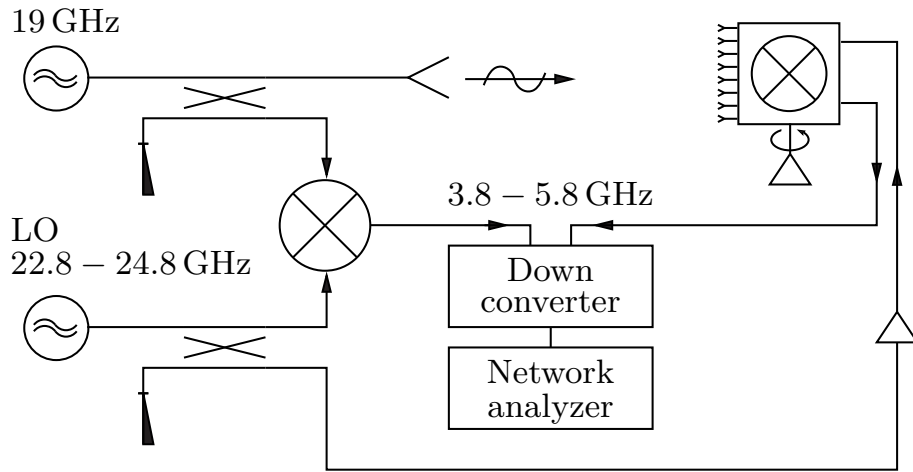 19 GHz
3.8 – 5.8 GHz
LO
22.8 – 24.8 GHz
Down
converter
Network
analyzer